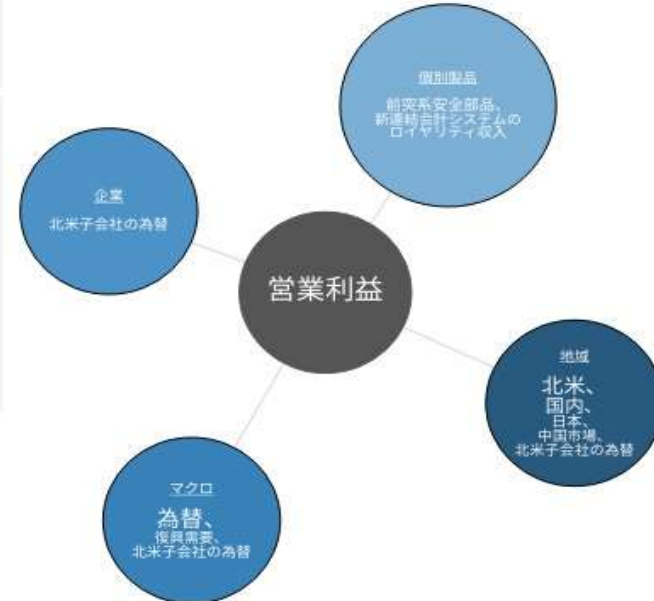 個別製品
前突系安全部品、
新連結会計システムの
ロイヤリティ収入
企業
北米子会社の為替
営業利益
地域
北米、
国内、
日本、
中国市場、
北米子会社の為替
マクロ
為替、
復興需要、
北米子会社の為替